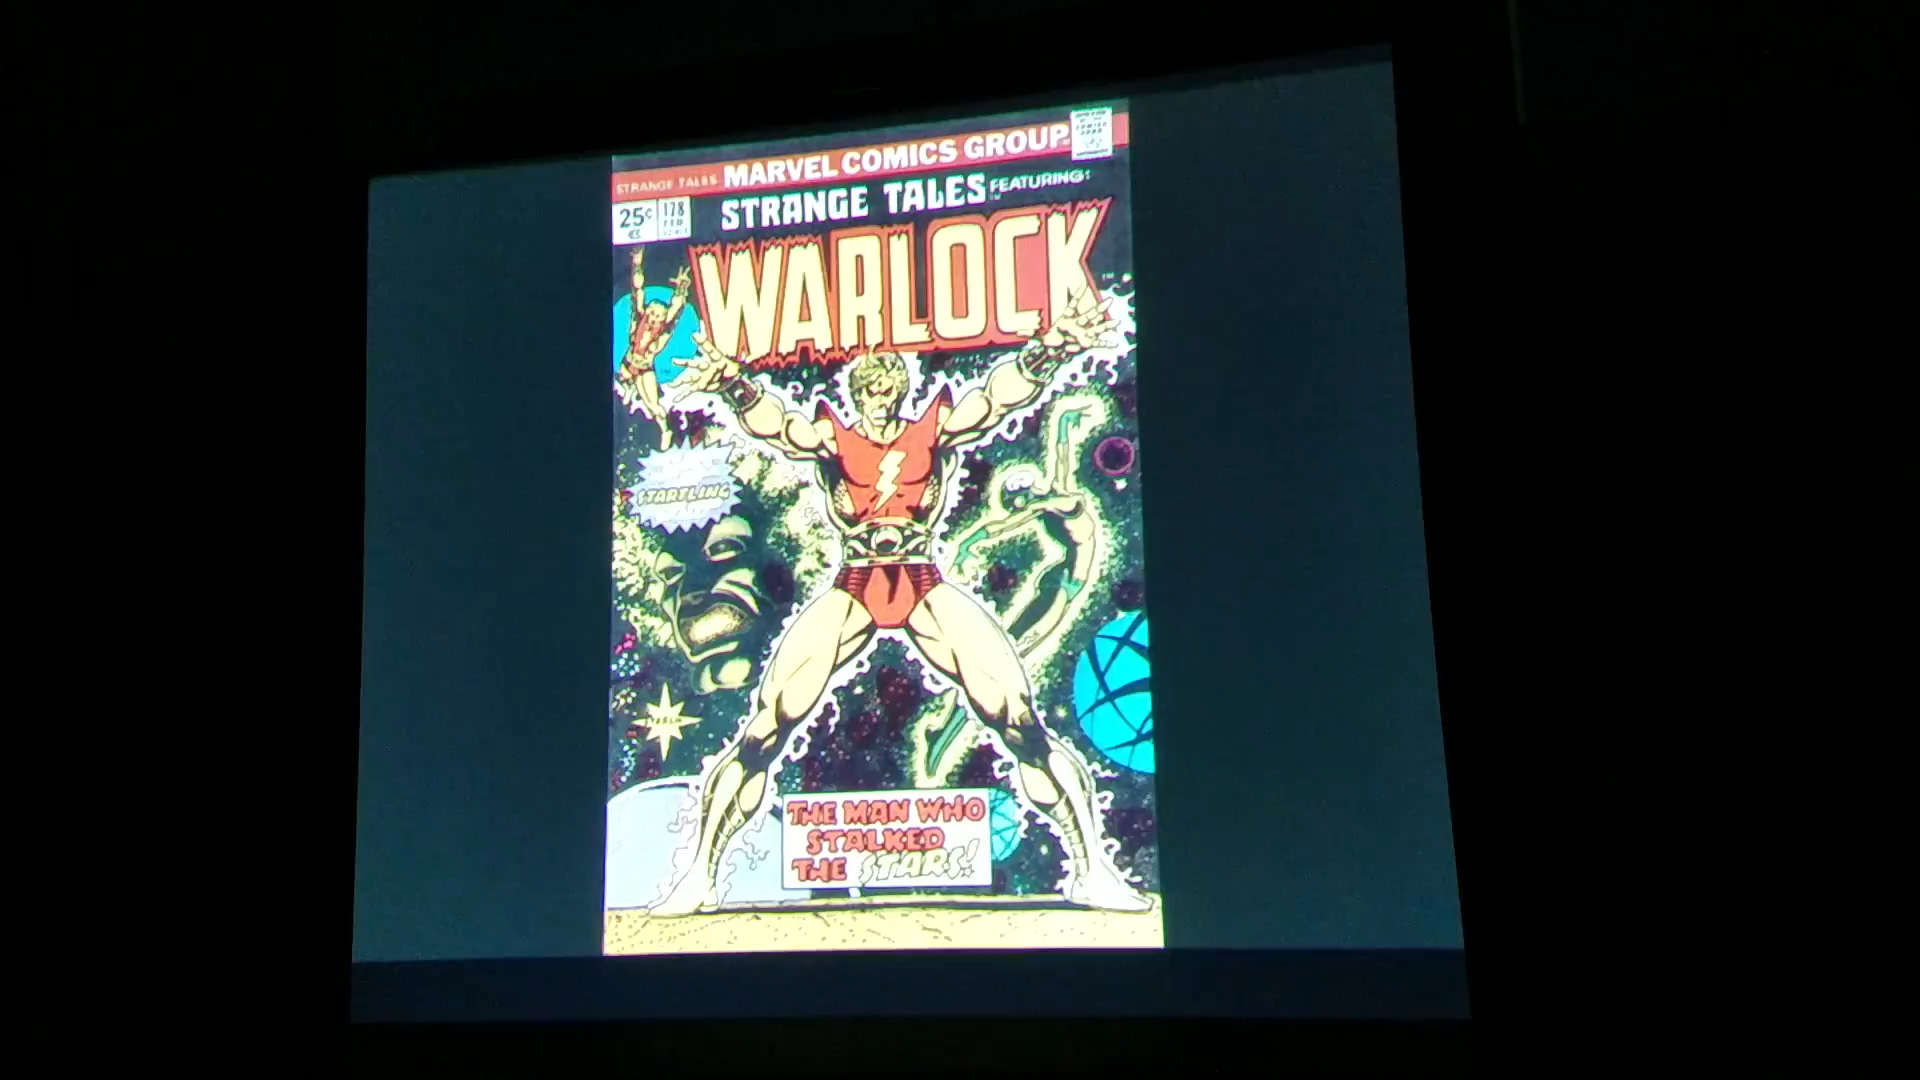 STRANGE TALES MARVEL COMICS GROUP
STRANGE TALES FEATURING:
25¢ 178
FEB
WARLOCK
STARTLING
THE MAN WHO
STALKED
THE STARS!